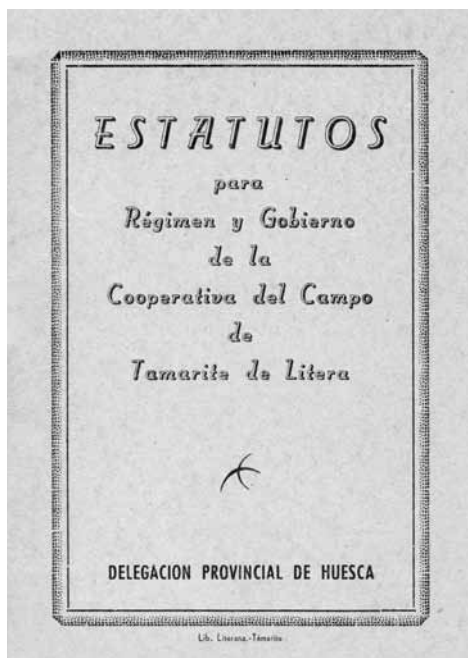 ESTATUTOS
para
Régimen y Gobierno
de la
Cooperativa del Campo
de
Tamarite de Litera
DELEGACION PROVINCIAL DE HUESCA
Lib. Literana.-Tamarite